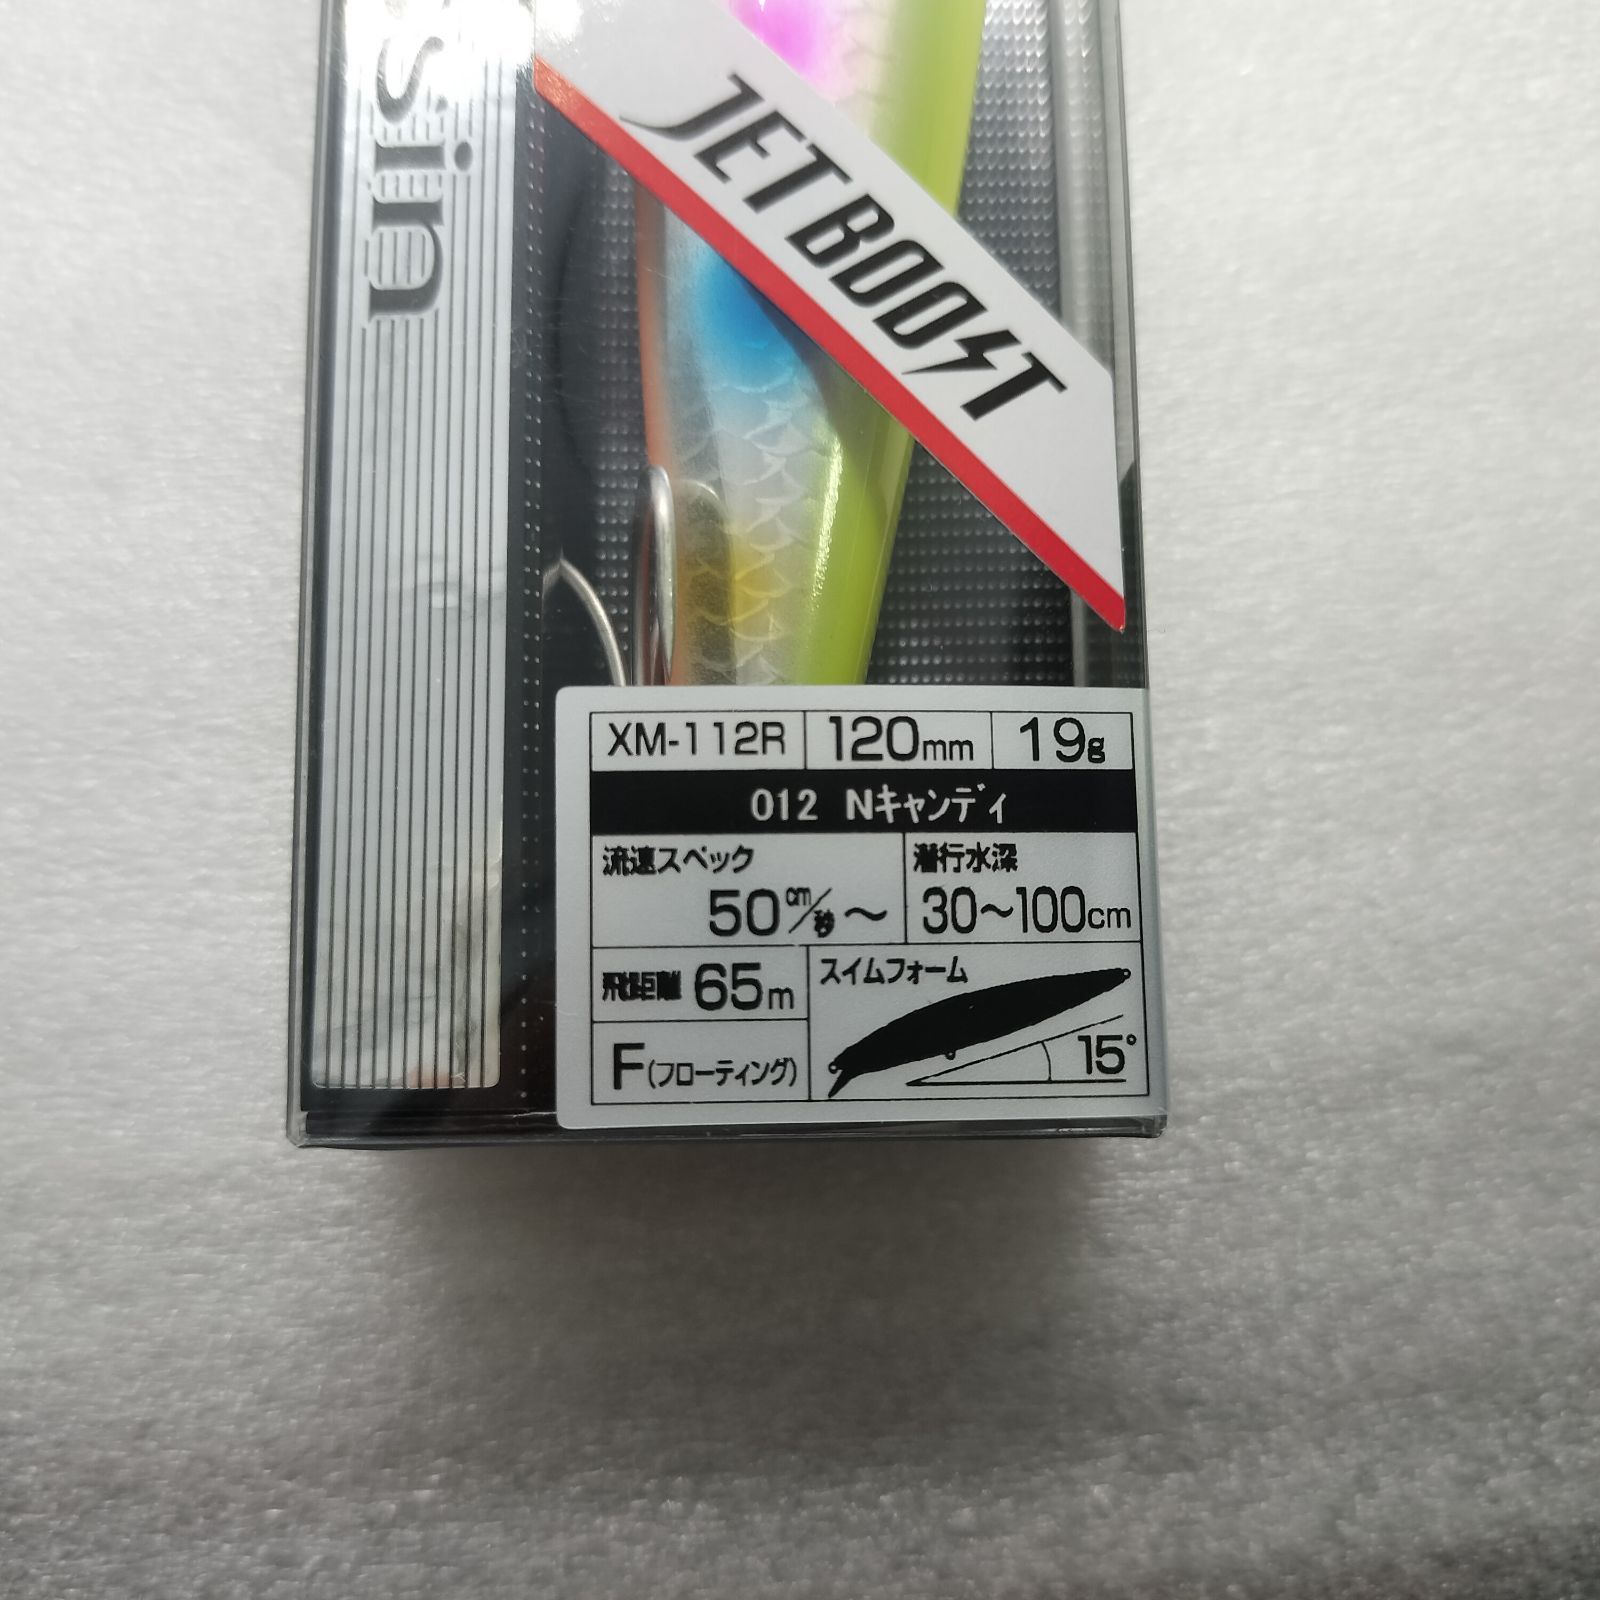 sin
JET BOOST
XM-112R 120mm 19g
012 Nキャンディ
流速スペック 潜行水深
50cm/秒～ 30～100cm
飛距離 65m スイムフォーム
F(フローティング) 15°